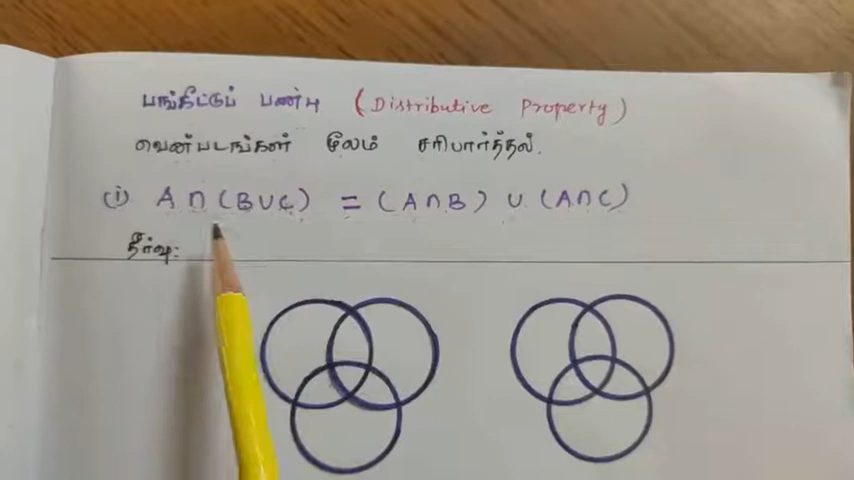 பங்கீட்டுப் பண்பு (Distributive Property)
வென்படங்கள் மூலம் சரிபார்த்தல்.
(i) A∩(B∪C) = (A∩B) ∪ (A∩C)
தீர்வு: